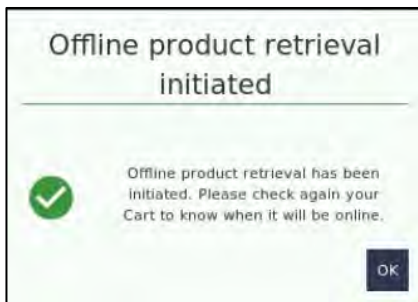 Offline product retrieval
initiated
Offline product retrieval has been
initiated. Please check again your
Cart to know when it will be online.
OK